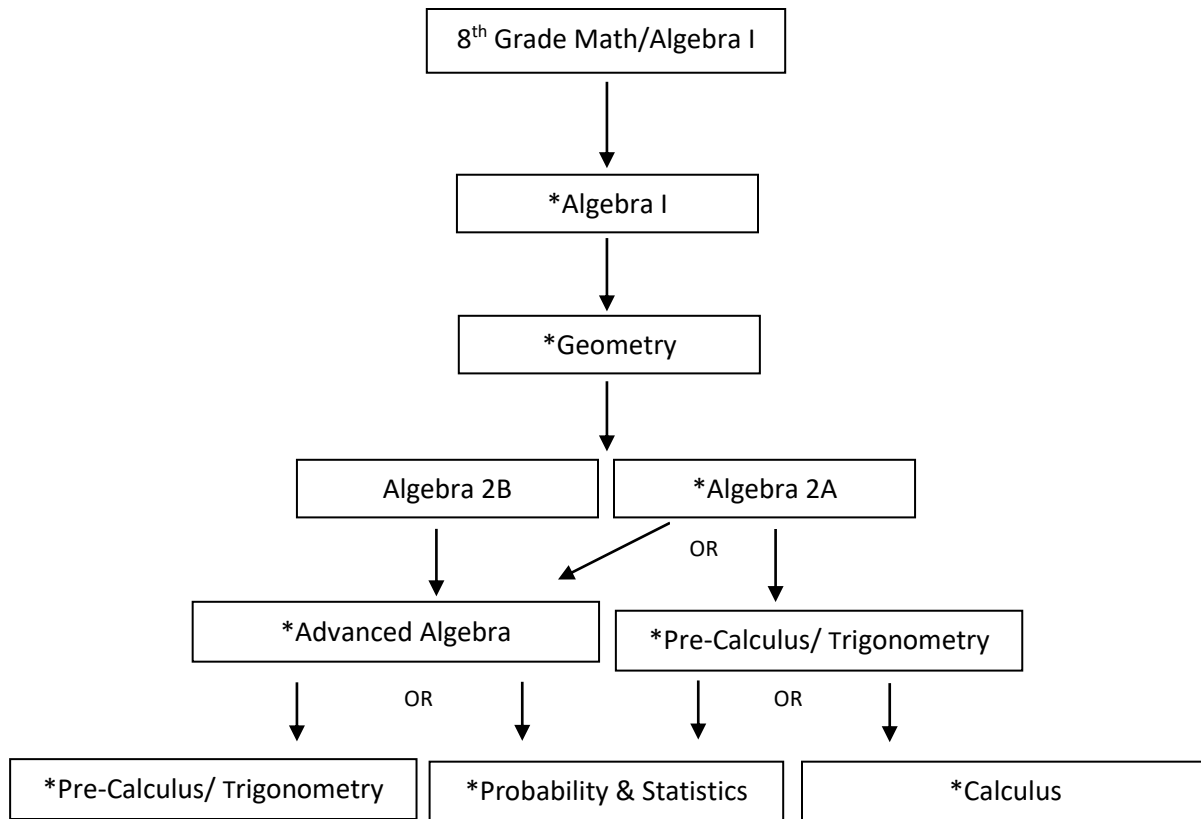 8th Grade Math/Algebra I
*Algebra I
*Geometry
Algebra 2B
*Algebra 2A
OR
*Advanced Algebra
*Pre-Calculus/ Trigonometry
OR
OR
*Pre-Calculus/ Trigonometry
*Probability & Statistics
*Calculus